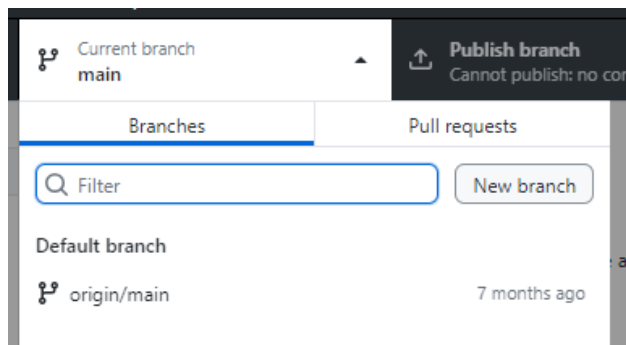 Current branch
main
Publish branch
Cannot publish: no
Branches
Pull requests
Filter
New branch
Default branch
origin/main
7 months ago